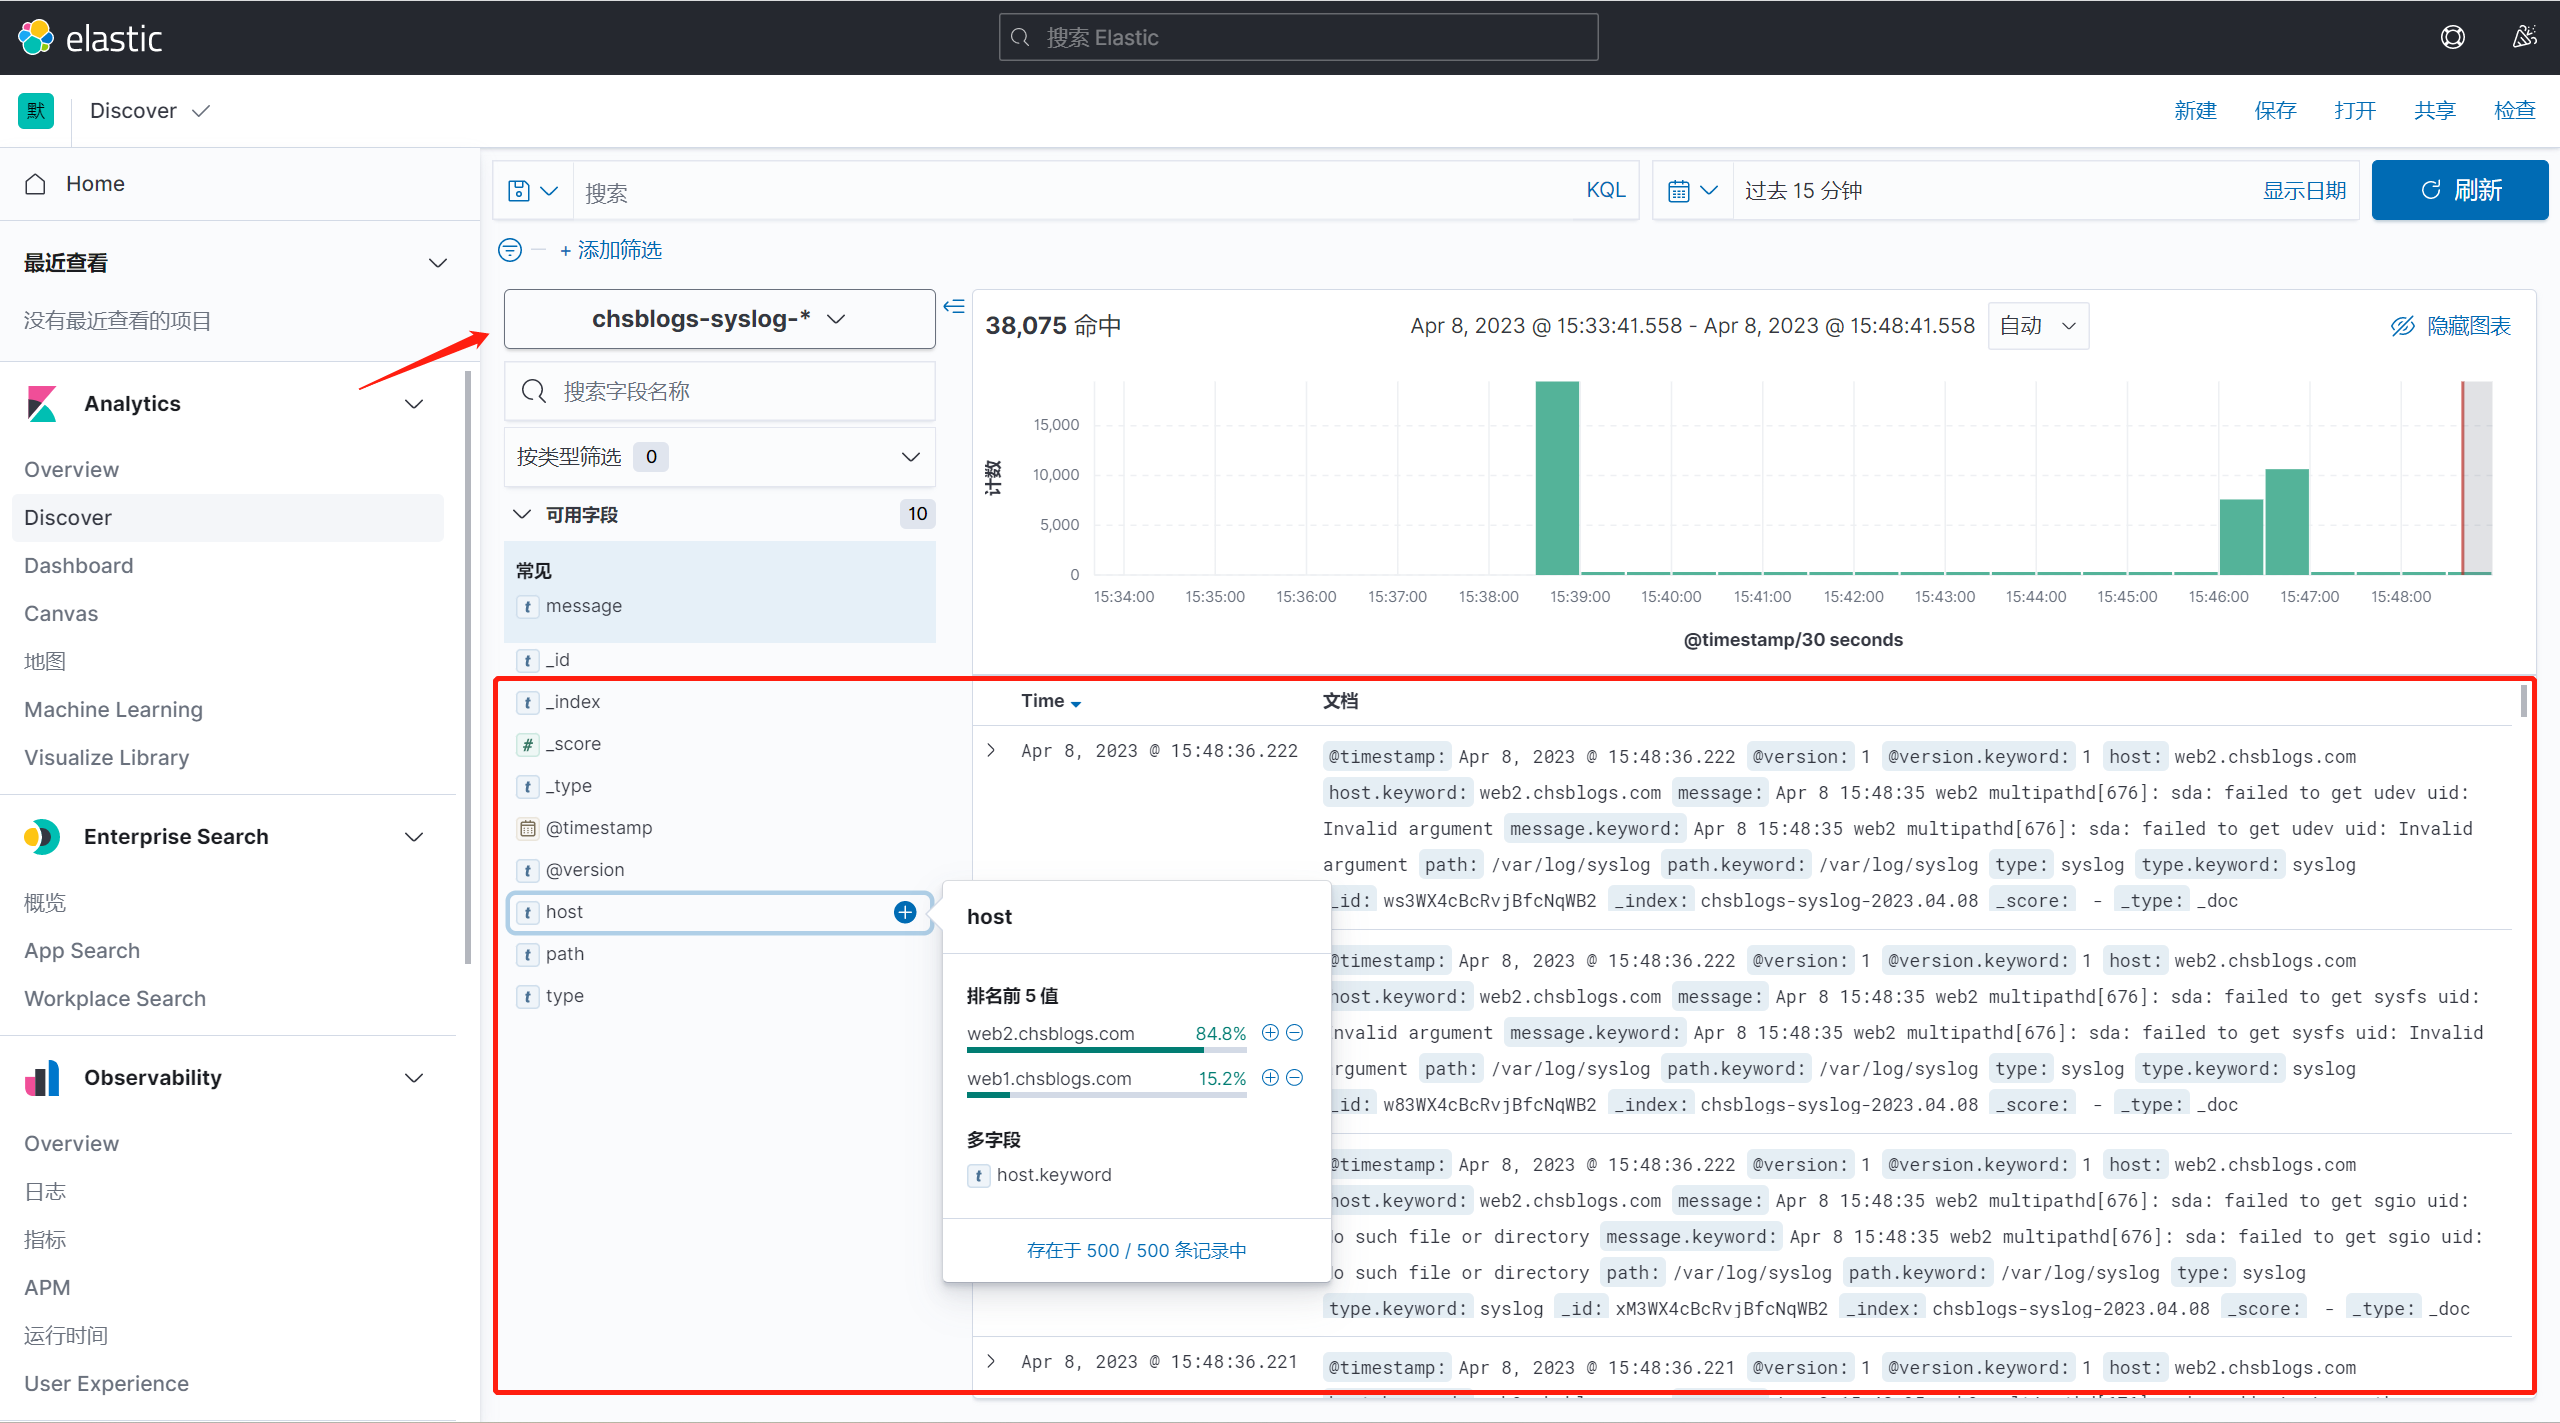 elastic
搜索 Elastic
默
Discover
新建 保存 打开 共享 检查
Home
最近查看
没有最近查看的项目
Analytics
Overview
Discover
Dashboard
Canvas
地图
Machine Learning
Visualize Library
Enterprise Search
概览
App Search
Workplace Search
Observability
Overview
日志
指标
APM
运行时间
User Experience
搜索 KQL
过去 15 分钟 显示日期
刷新
+ 添加筛选
chsblogs-syslog-*
搜索字段名称
按类型筛选 0
可用字段 10
常见
t message
t _id
t _index
# _score
t _type
@timestamp
t @version
t host
t path
t type
38,075 命中
Apr 8, 2023 @ 15:33:41.558 - Apr 8, 2023 @ 15:48:41.558 自动
隐藏图表
计数
15,000
10,000
5,000
0
15:34:00 15:35:00 15:36:00 15:37:00 15:38:00 15:39:00 15:40:00 15:41:00 15:42:00 15:43:00 15:44:00 15:45:00 15:46:00 15:47:00 15:48:00
@timestamp/30 seconds
Time 文档
Apr 8, 2023 @ 15:48:36.222
@timestamp: Apr 8, 2023 @ 15:48:36.222 @version: 1 @version.keyword: 1 host: web2.chsblogs.com
host.keyword: web2.chsblogs.com message: Apr 8 15:48:35 web2 multipathd[676]: sda: failed to get udev uid:
Invalid argument message.keyword: Apr 8 15:48:35 web2 multipathd[676]: sda: failed to get udev uid: Invalid
argument path: /var/log/syslog path.keyword: /var/log/syslog type: syslog type.keyword: syslog
_id: ws3WX4cBcRvjBfcNqWB2 _index: chsblogs-syslog-2023.04.08 _score: - _type: _doc
@timestamp: Apr 8, 2023 @ 15:48:36.222 @version: 1 @version.keyword: 1 host: web2.chsblogs.com
host.keyword: web2.chsblogs.com message: Apr 8 15:48:35 web2 multipathd[676]: sda: failed to get sysfs uid:
nvalid argument message.keyword: Apr 8 15:48:35 web2 multipathd[676]: sda: failed to get sysfs uid: Invalid
rgument path: /var/log/syslog path.keyword: /var/log/syslog type: syslog type.keyword: syslog
_id: w83WX4cBcRvjBfcNqWB2 _index: chsblogs-syslog-2023.04.08 _score: - _type: _doc
@timestamp: Apr 8, 2023 @ 15:48:36.222 @version: 1 @version.keyword: 1 host: web2.chsblogs.com
host.keyword: web2.chsblogs.com message: Apr 8 15:48:35 web2 multipathd[676]: sda: failed to get sgio uid:
o such file or directory message.keyword: Apr 8 15:48:35 web2 multipathd[676]: sda: failed to get sgio uid:
o such file or directory path: /var/log/syslog path.keyword: /var/log/syslog type: syslog
type.keyword: syslog _id: xM3WX4cBcRvjBfcNqWB2 _index: chsblogs-syslog-2023.04.08 _score: - _type: _doc
Apr 8, 2023 @ 15:48:36.221
@timestamp: Apr 8, 2023 @ 15:48:36.221 @version: 1 @version.keyword: 1 host: web2.chsblogs.com
host
排名前 5 值
web2.chsblogs.com 84.8%
web1.chsblogs.com 15.2%
多字段
t host.keyword
存在于 500 / 500 条记录中